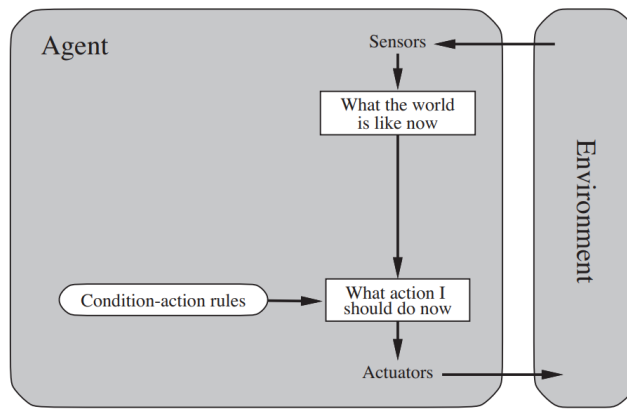 Agent
Sensors
What the world
is like now
Environment
Condition-action rules
What action I
should do now
Actuators